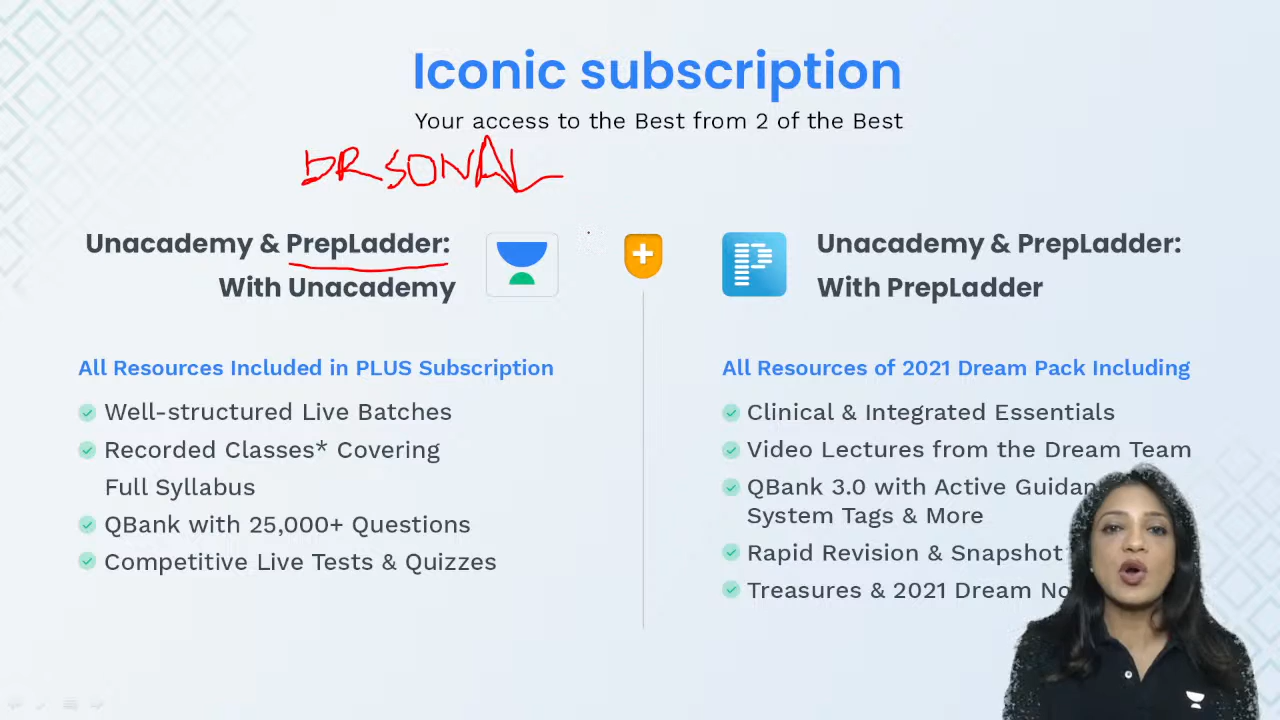 Iconic subscription
Your access to the Best from 2 of the Best
DR SONAL
Unacademy & PrepLadder:
With Unacademy
All Resources Included in PLUS Subscription
Well-structured Live Batches
Recorded Classes* Covering
Full Syllabus
QBank with 25,000+ Questions
Competitive Live Tests & Quizzes
Unacademy & PrepLadder:
With PrepLadder
All Resources of 2021 Dream Pack Including
Clinical & Integrated Essentials
Video Lectures from the Dream Team
QBank 3.0 with Active
System Tags & More
Rapid Revision & Snapshot
Treasures & 2021 Dream